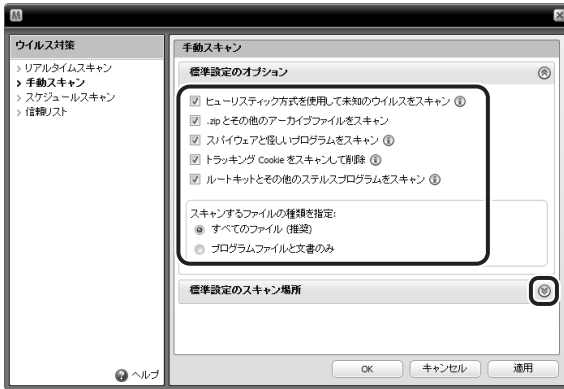 ウイルス対策
リアルタイムスキャン
手動スキャン
スケジュールスキャン
信頼リスト
ヘルプ
手動スキャン
標準設定のオプション
ヒューリスティック方式を使用して未知のウイルスをスキャン
.zip とその他のアーカイブファイルをスキャン
スパイウェアと怪しいプログラムをスキャン
トラッキング Cookie をスキャンして削除
ルートキットとその他のステルスプログラムをスキャン
スキャンするファイルの種類を指定:
すべてのファイル (推奨)
プログラムファイルと文書のみ
標準設定のスキャン場所
OK
キャンセル
適用